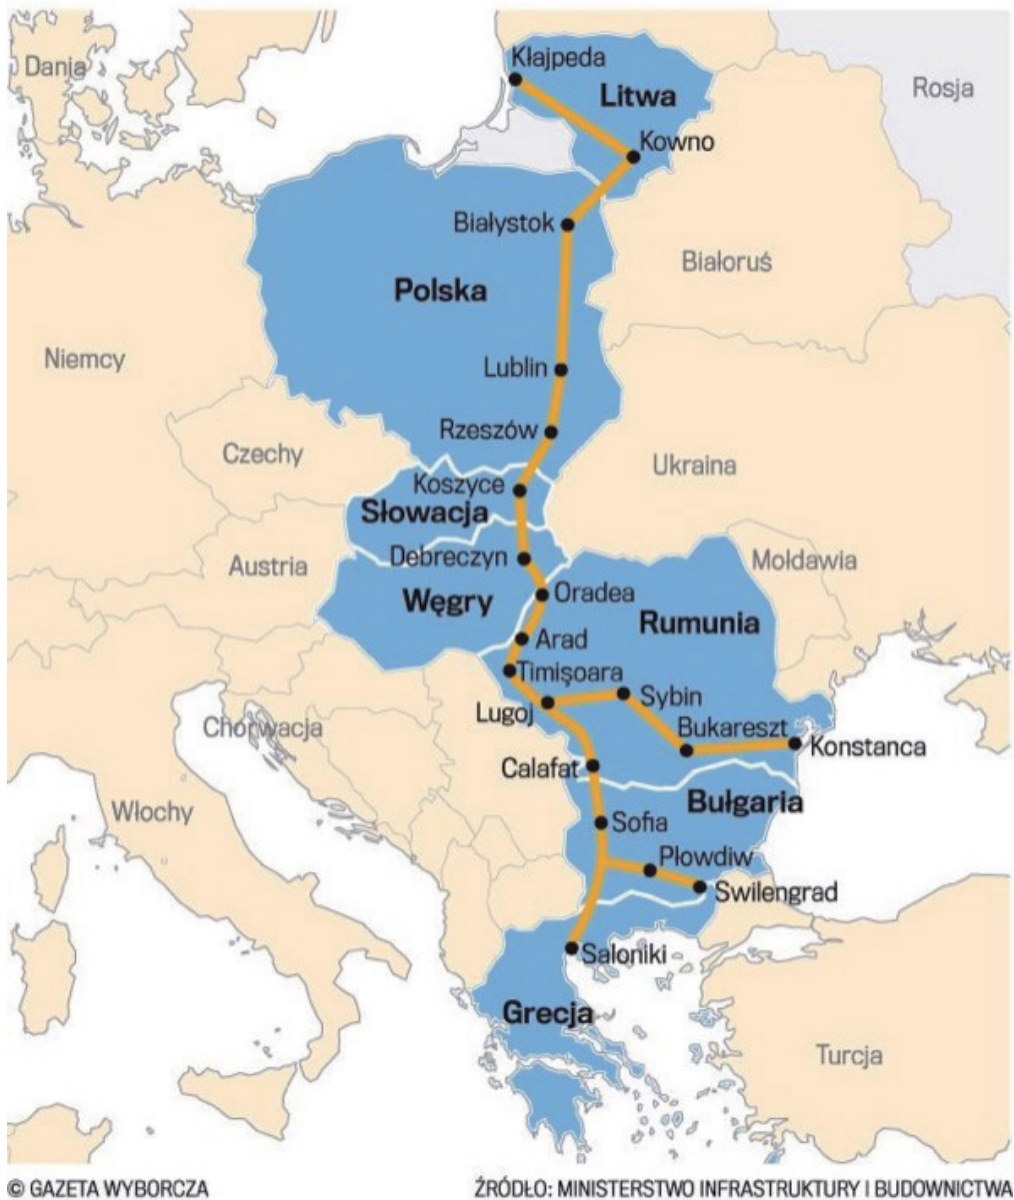 Kłajpeda
Dania
Litwa
Rosja
Kowno
Białystok
Białoruś
Polska
Niemcy
Lublin
Rzeszów
Czechy
Ukraina
Koszyce
Słowacja
Debreczyn
Mołdawia
Austria
Oradea
Węgry
Rumunia
Arad
Timişoara
Sybin
Lugoj
Chorwacja
Bukareszt
Konstanca
Calafat
Bułgaria
Włochy
Sofia
Płowdiw
Swilengrad
Saloniki
Grecja
Turcja
© GAZETA WYBORCZA
ŹRÓDŁO: MINISTERSTWO INFRASTRUKTURY I BUDOWNICTWA